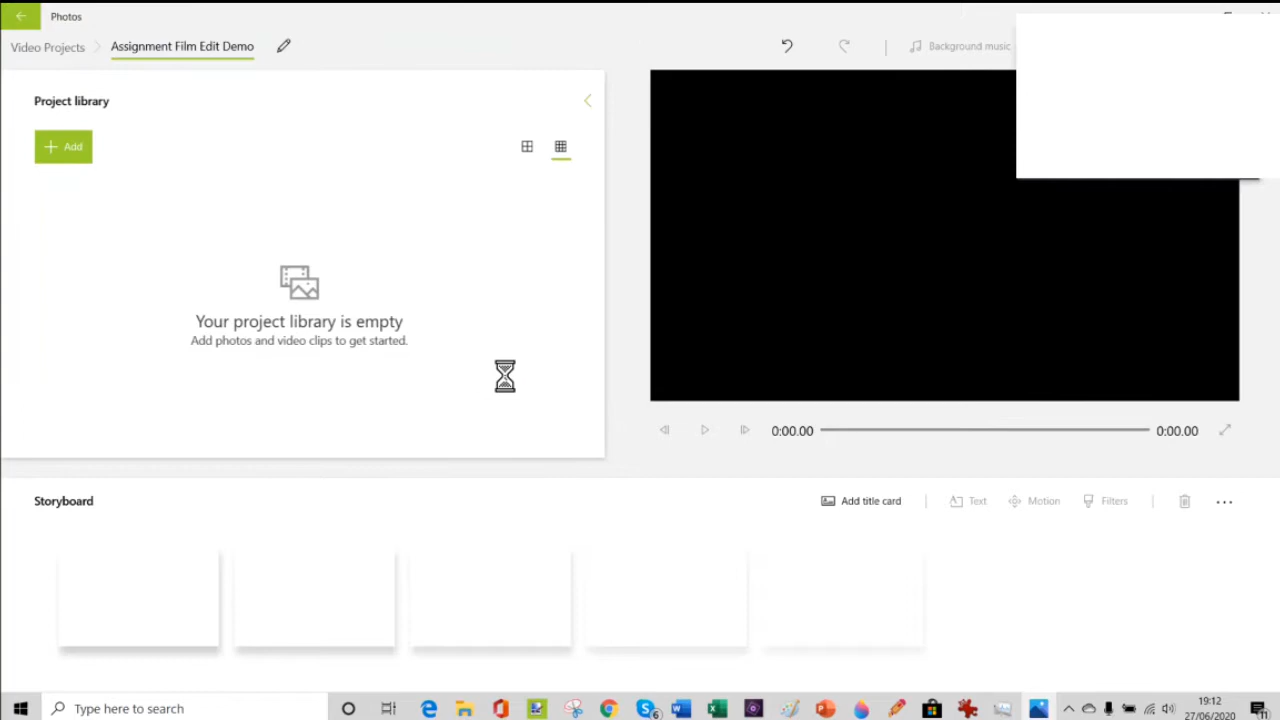 Photos
Video Projects
Assignment Film Edit Demo
Background music
Project library
Add
Your project library is empty
Add photos and video clips to get started.
0:00.00
0:00.00
Storyboard
Add title card
Text
Motion
Filters
Type here to search
6
19:12
27/06/2020
11